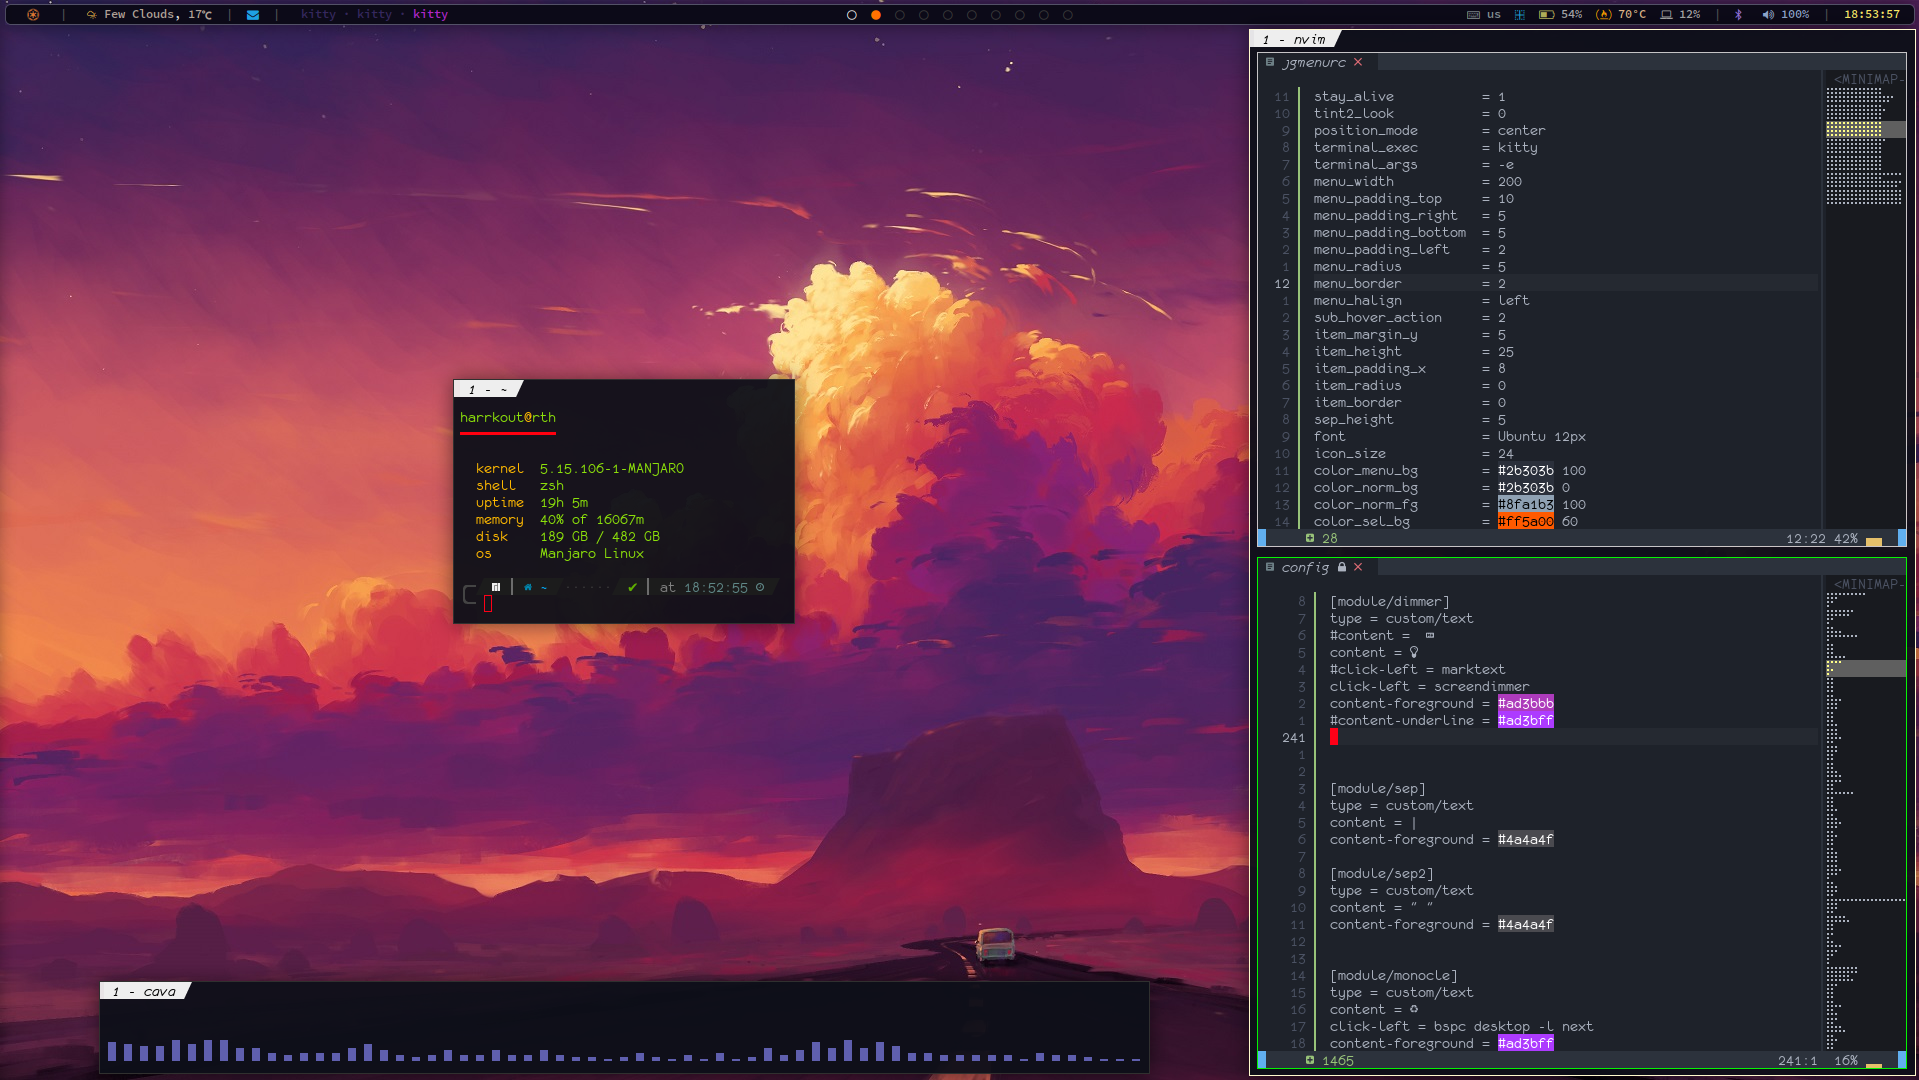 Few Clouds, 17℃ | kitty · kitty · kitty
us 54% 70°C 12% | 100% | 18:53:57
1 - ~
harrkout@rth
kernel 5.15.106-1-MANJARO
shell zsh
uptime 19h 5m
memory 40% of 16067m
disk 189 GB / 482 GB
os Manjaro Linux
~ ······ ✔ at 18:52:55
1 - cava
1 - nvim
jgmenurc ×
<MINIMAP-
11 stay_alive = 1
10 tint2_look = 0
9 position_mode = center
8 terminal_exec = kitty
7 terminal_args = -e
6 menu_width = 200
5 menu_padding_top = 10
4 menu_padding_right = 5
3 menu_padding_bottom = 5
2 menu_padding_left = 2
1 menu_radius = 5
12 menu_border = 2
1 menu_halign = left
2 sub_hover_action = 2
3 item_margin_y = 5
4 item_height = 25
5 item_padding_x = 8
6 item_radius = 0
7 item_border = 0
8 sep_height = 5
9 font = Ubuntu 12px
10 icon_size = 24
11 color_menu_bg = #2b303b 100
12 color_norm_bg = #2b303b 0
13 color_norm_fg = #8fa1b3 100
14 color_sel_bg = #ff5a00 60
28 12:22 42%
config ×
<MINIMAP-
8 [module/dimmer]
7 type = custom/text
6 #content =
5 content =
4 #click-left = marktext
3 click-left = screendimmer
2 content-foreground = #ad3bbb
1 #content-underline = #ad3bff
241
1
2
3 [module/sep]
4 type = custom/text
5 content = |
6 content-foreground = #4a4a4f
7
8 [module/sep2]
9 type = custom/text
10 content = " "
11 content-foreground = #4a4a4f
12
13
14 [module/monocle]
15 type = custom/text
16 content = ♻
17 click-left = bspc desktop -l next
18 content-foreground = #ad3bff
1465 241:1 16%